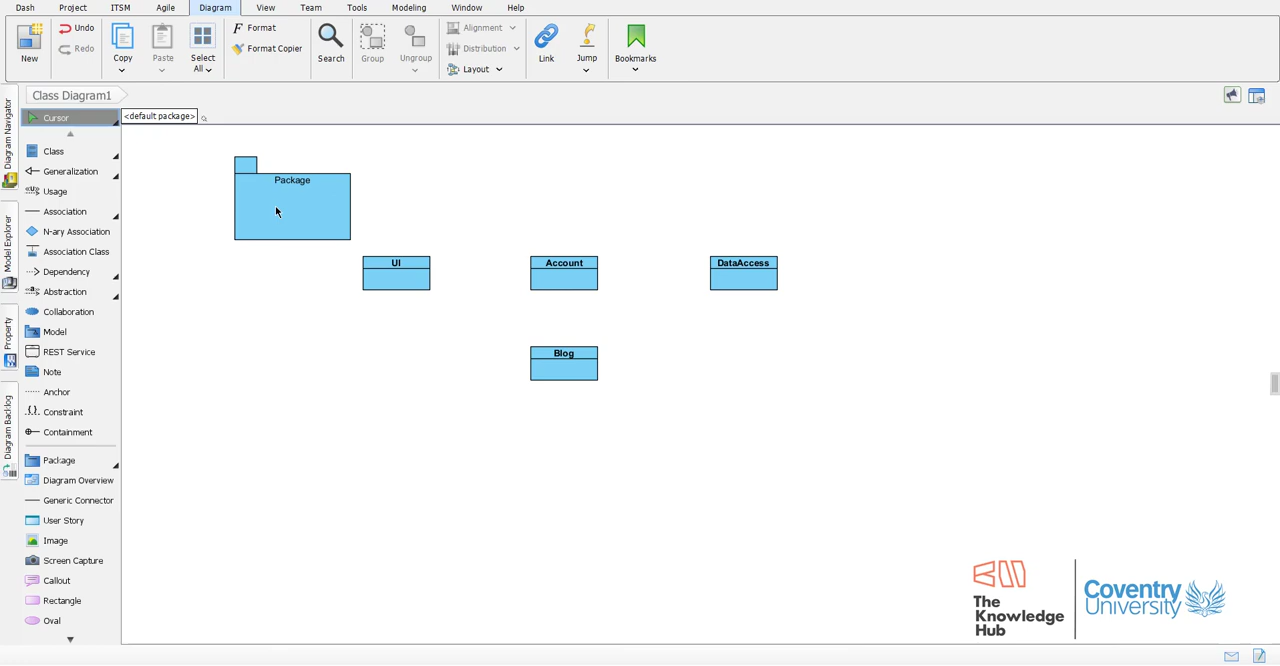 Dash Project ITSM Agile Diagram View Team Tools Modeling Window Help
New
Undo
Redo
Copy
Paste
Select
All
Format
Format Copier
Search
Group
Ungroup
Alignment
Distribution
Layout
Link
Jump
Bookmarks
Diagram Navigator
Model Explorer
Property
Diagram Backlog
Class Diagram1
<default package>
Cursor
Class
Generalization
Usage
Association
N-ary Association
Association Class
Dependency
Abstraction
Collaboration
Model
REST Service
Note
Anchor
Constraint
Containment
Package
Diagram Overview
Generic Connector
User Story
Image
Screen Capture
Callout
Rectangle
Oval
Package
UI
Account
DataAccess
Blog
The
Knowledge
Hub
Coventry
University